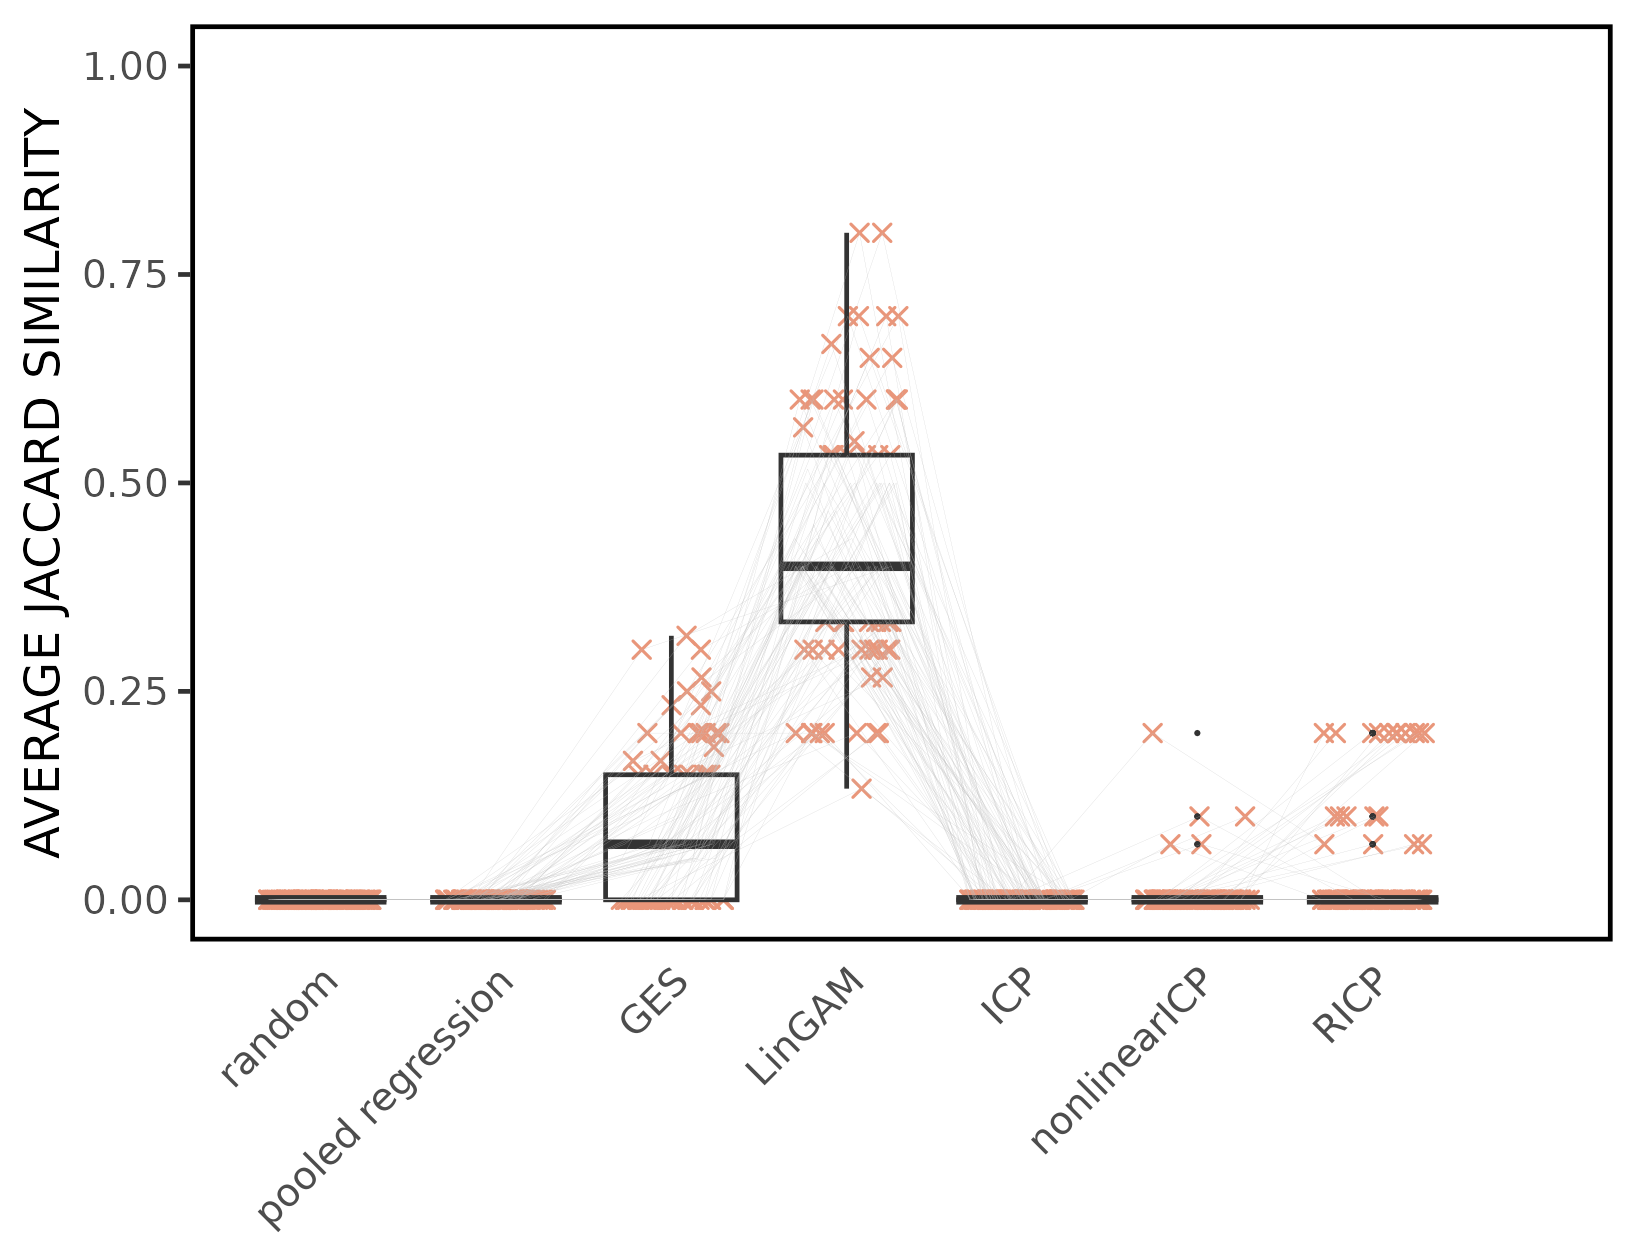 AVERAGE JACCARD SIMILARITY
1.00
0.75
0.50
0.25
0.00
random
pooled regression
GES
LinGAM
ICP
nonlinearICP
RICP